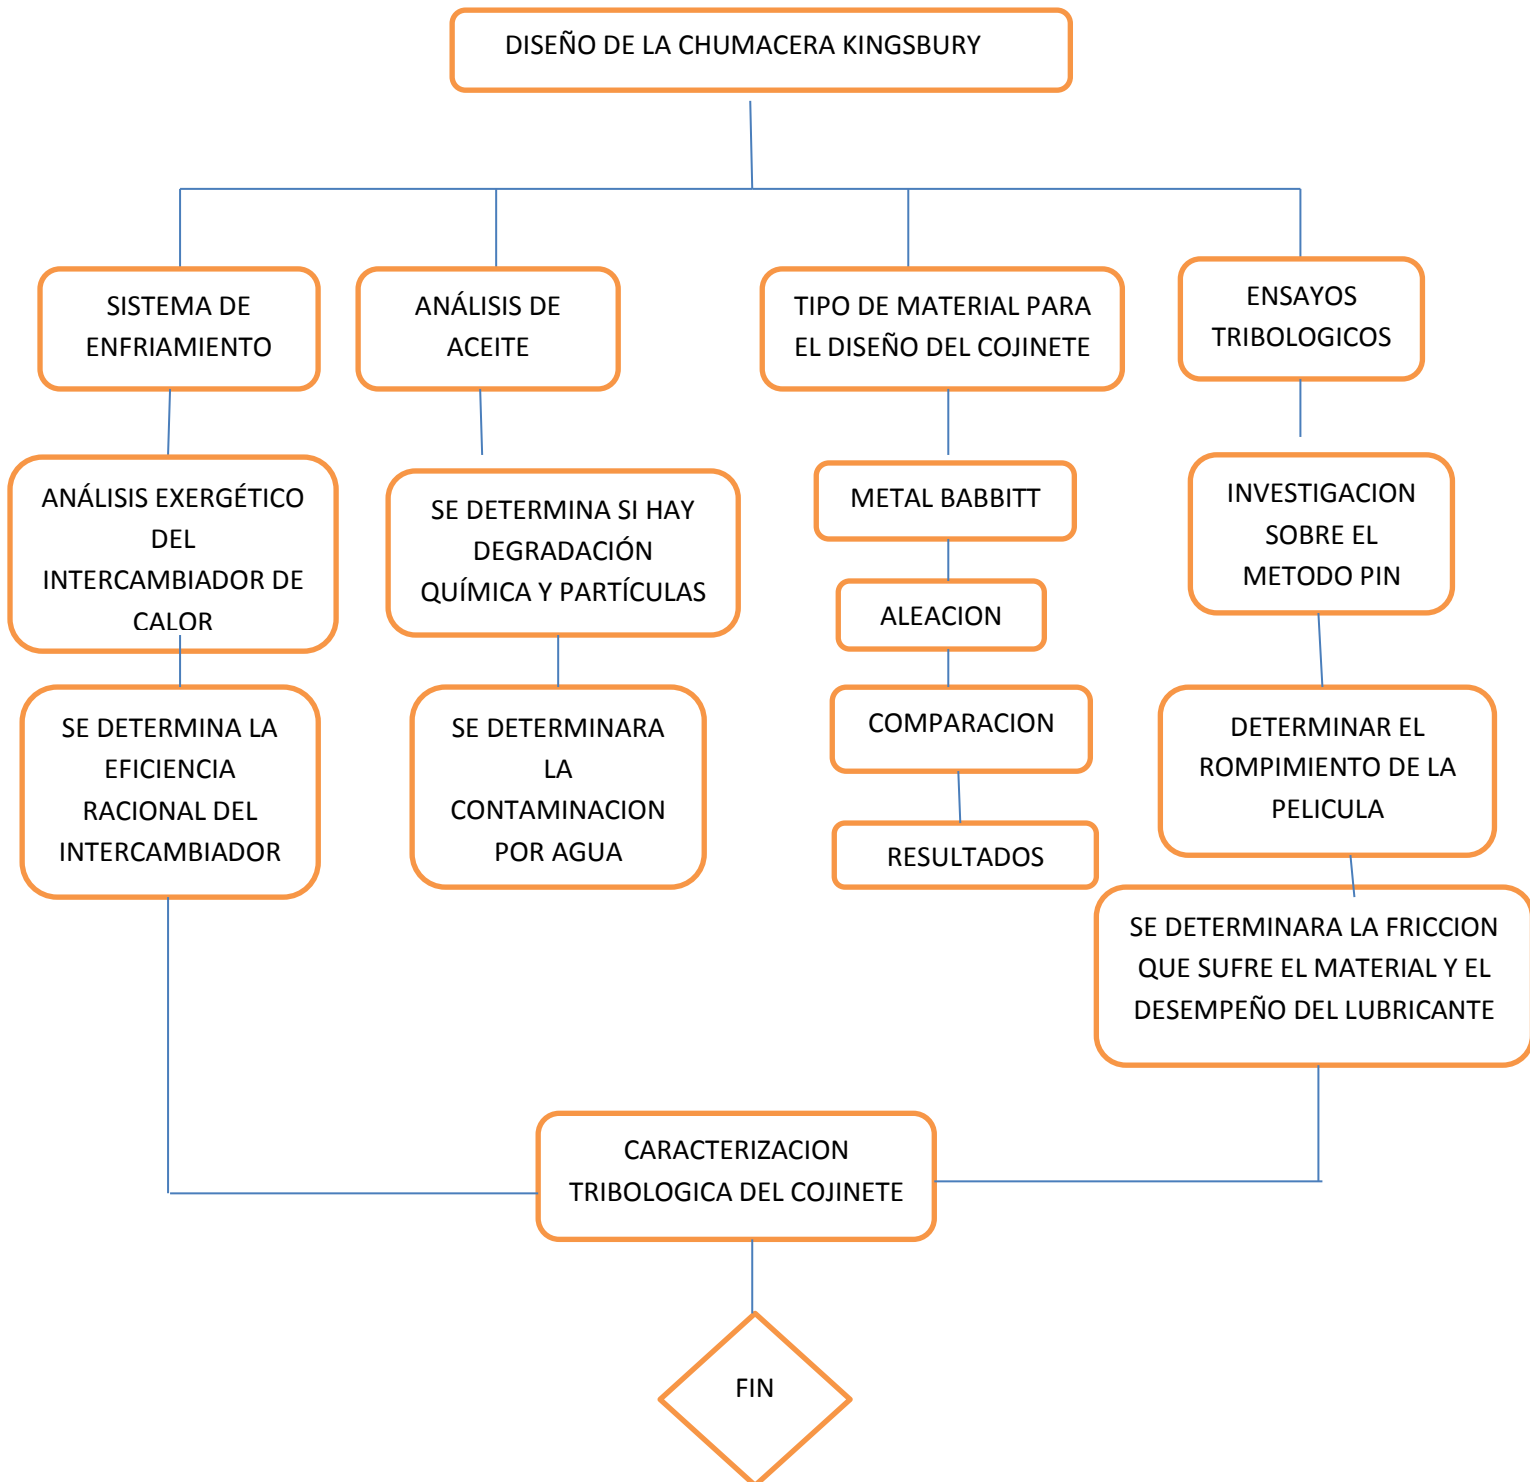 DISEÑO DE LA CHUMACERA KINGSBURY
SISTEMA DE
ENFRIAMIENTO
ANÁLISIS DE
ACEITE
TIPO DE MATERIAL PARA
EL DISEÑO DEL COJINETE
ENSAYOS
TRIBOLOGICOS
ANÁLISIS EXERGÉTICO
DEL
INTERCAMBIADOR DE
CALOR
SE DETERMINA SI HAY
DEGRADACIÓN
QUÍMICA Y PARTÍCULAS
METAL BABBITT
INVESTIGACION
SOBRE EL
METODO PIN
ALEACION
SE DETERMINA LA
EFICIENCIA
RACIONAL DEL
INTERCAMBIADOR
SE DETERMINARA
LA
CONTAMINACION
POR AGUA
COMPARACION
DETERMINAR EL
ROMPIMIENTO DE LA
PELICULA
RESULTADOS
SE DETERMINARA LA FRICCION
QUE SUFRE EL MATERIAL Y EL
DESEMPEÑO DEL LUBRICANTE
CARACTERIZACION
TRIBOLOGICA DEL COJINETE
FIN